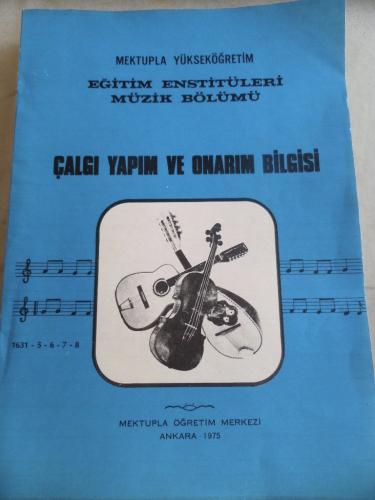 MEKTUPLA YÜKSEKÖĞRETİM
EĞİTİM ENSTİTÜLERİ
MÜZİK BÖLÜMÜ
ÇALGI YAPIM VE ONARIM BİLGİSİ
1631 - 5 - 6 - 7 - 8
MEKTUPLA ÖĞRETİM MERKEZİ
ANKARA - 1975